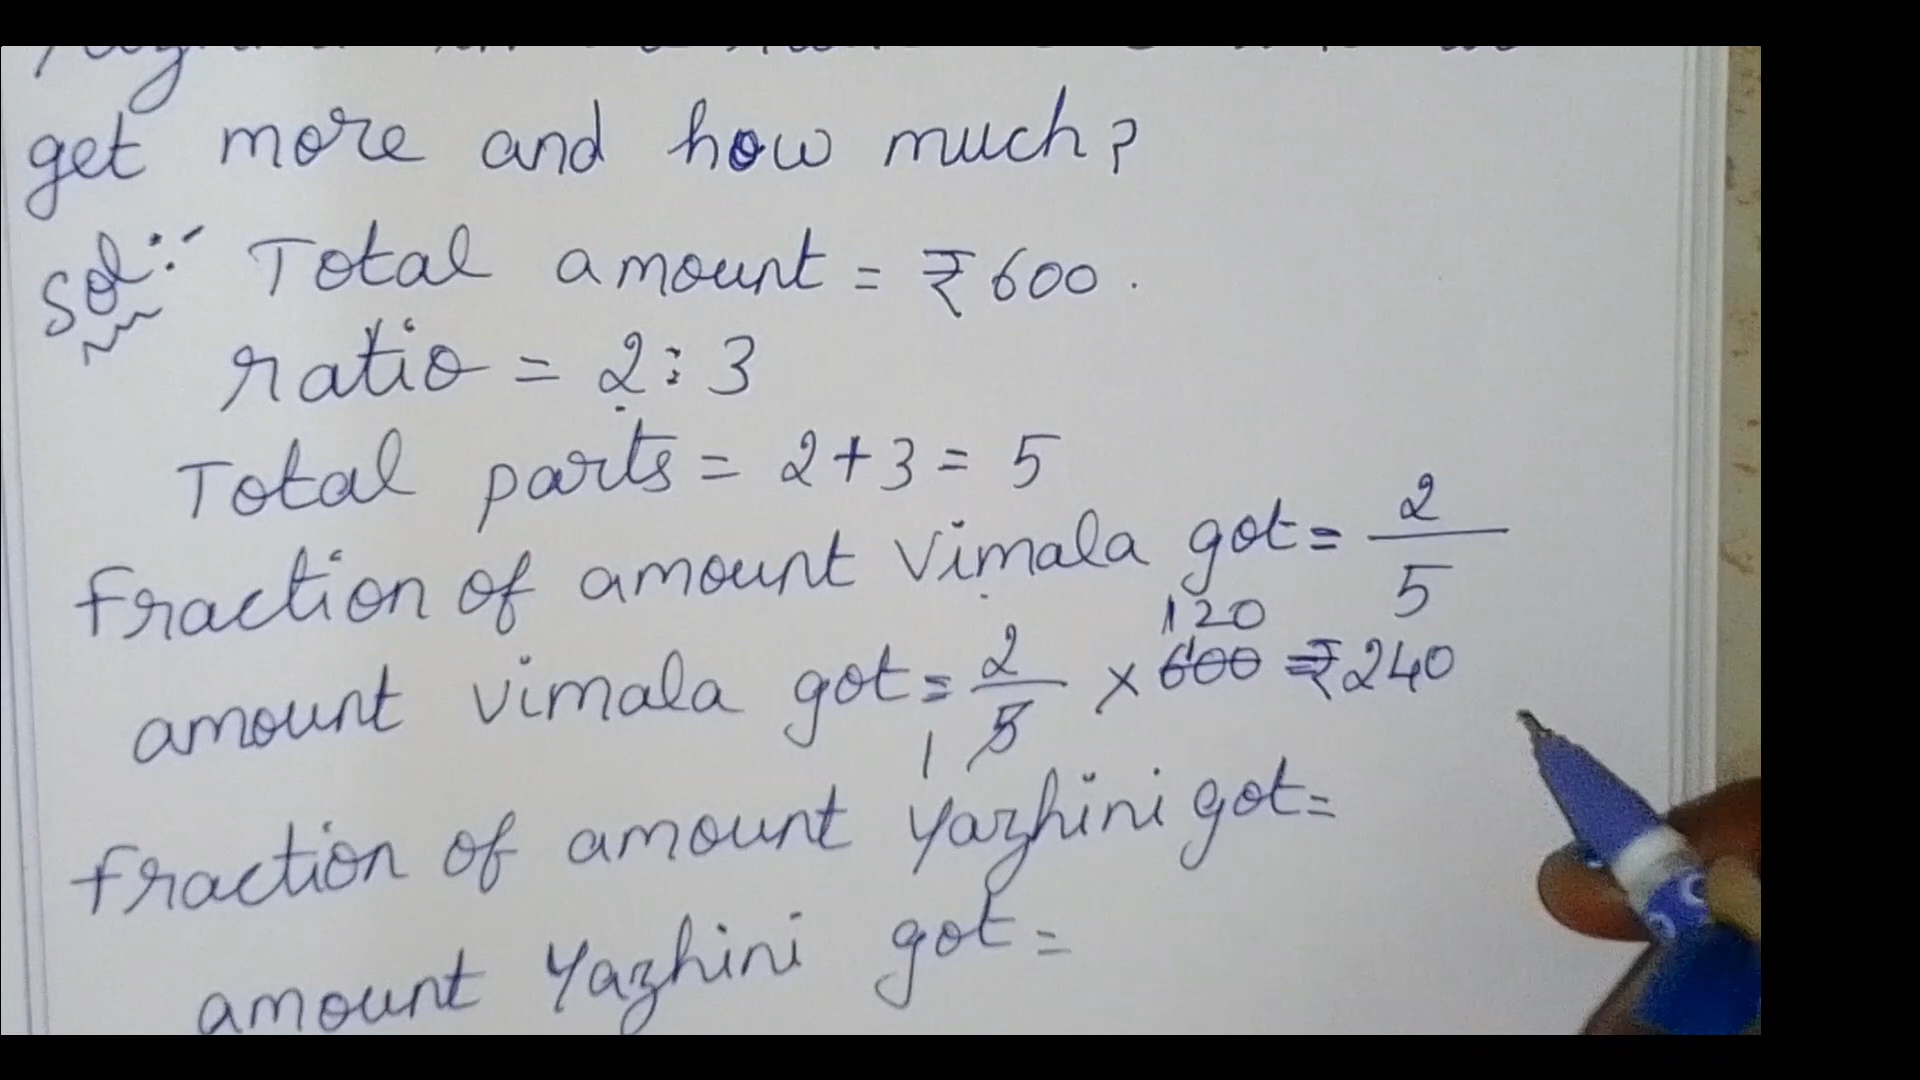 get more and how much?
Sol:- Total amount = ₹600.
ratio = 2:3
Total parts = 2+3 = 5
Fraction of amount Vimala got = 2/5
amount Vimala got = 2/5 × 600 = ₹240
120
1
Fraction of amount Yazhini got =
amount Yazhini got =